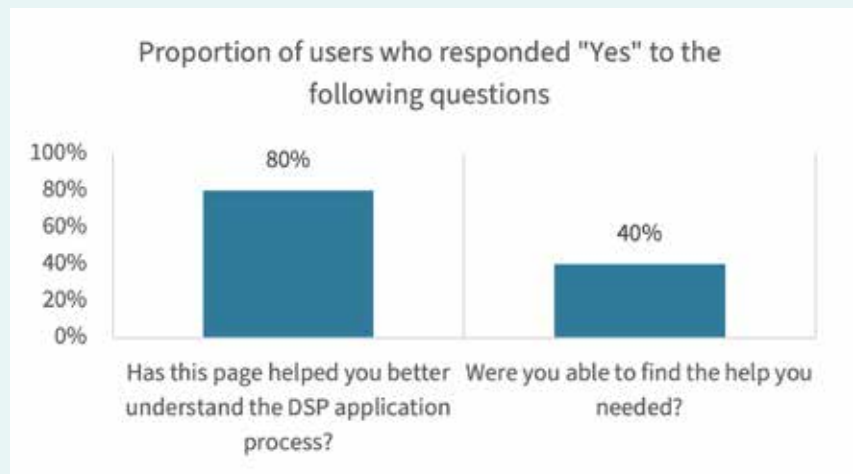 Proportion of users who responded "Yes" to the
following questions
100%
80%
60%
40%
20%
0%
80%
40%
Has this page helped you better
understand the DSP application
process?
Were you able to find the help you
needed?